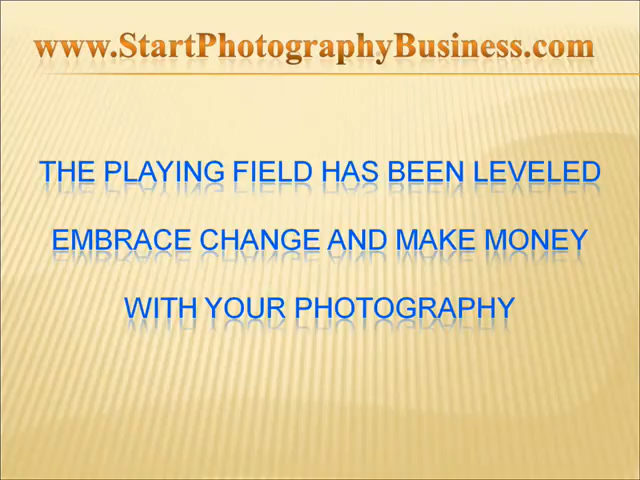 www.StartPhotographyBusiness.com
THE PLAYING FIELD HAS BEEN LEVELED
EMBRACE CHANGE AND MAKE MONEY
WITH YOUR PHOTOGRAPHY